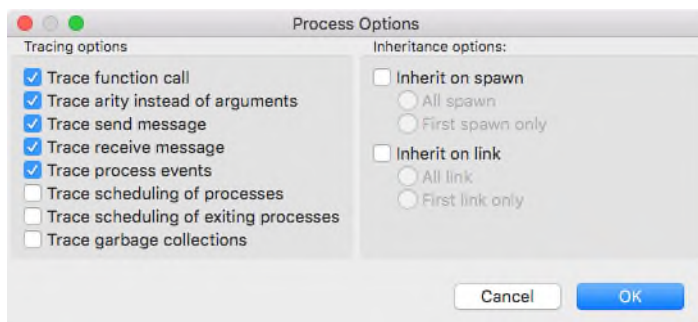 Process Options
Tracing options
Trace function call
Trace arity instead of arguments
Trace send message
Trace receive message
Trace process events
Trace scheduling of processes
Trace scheduling of exiting processes
Trace garbage collections
Inheritance options:
Inherit on spawn
All spawn
First spawn only
Inherit on link
All link
First link only
Cancel
OK